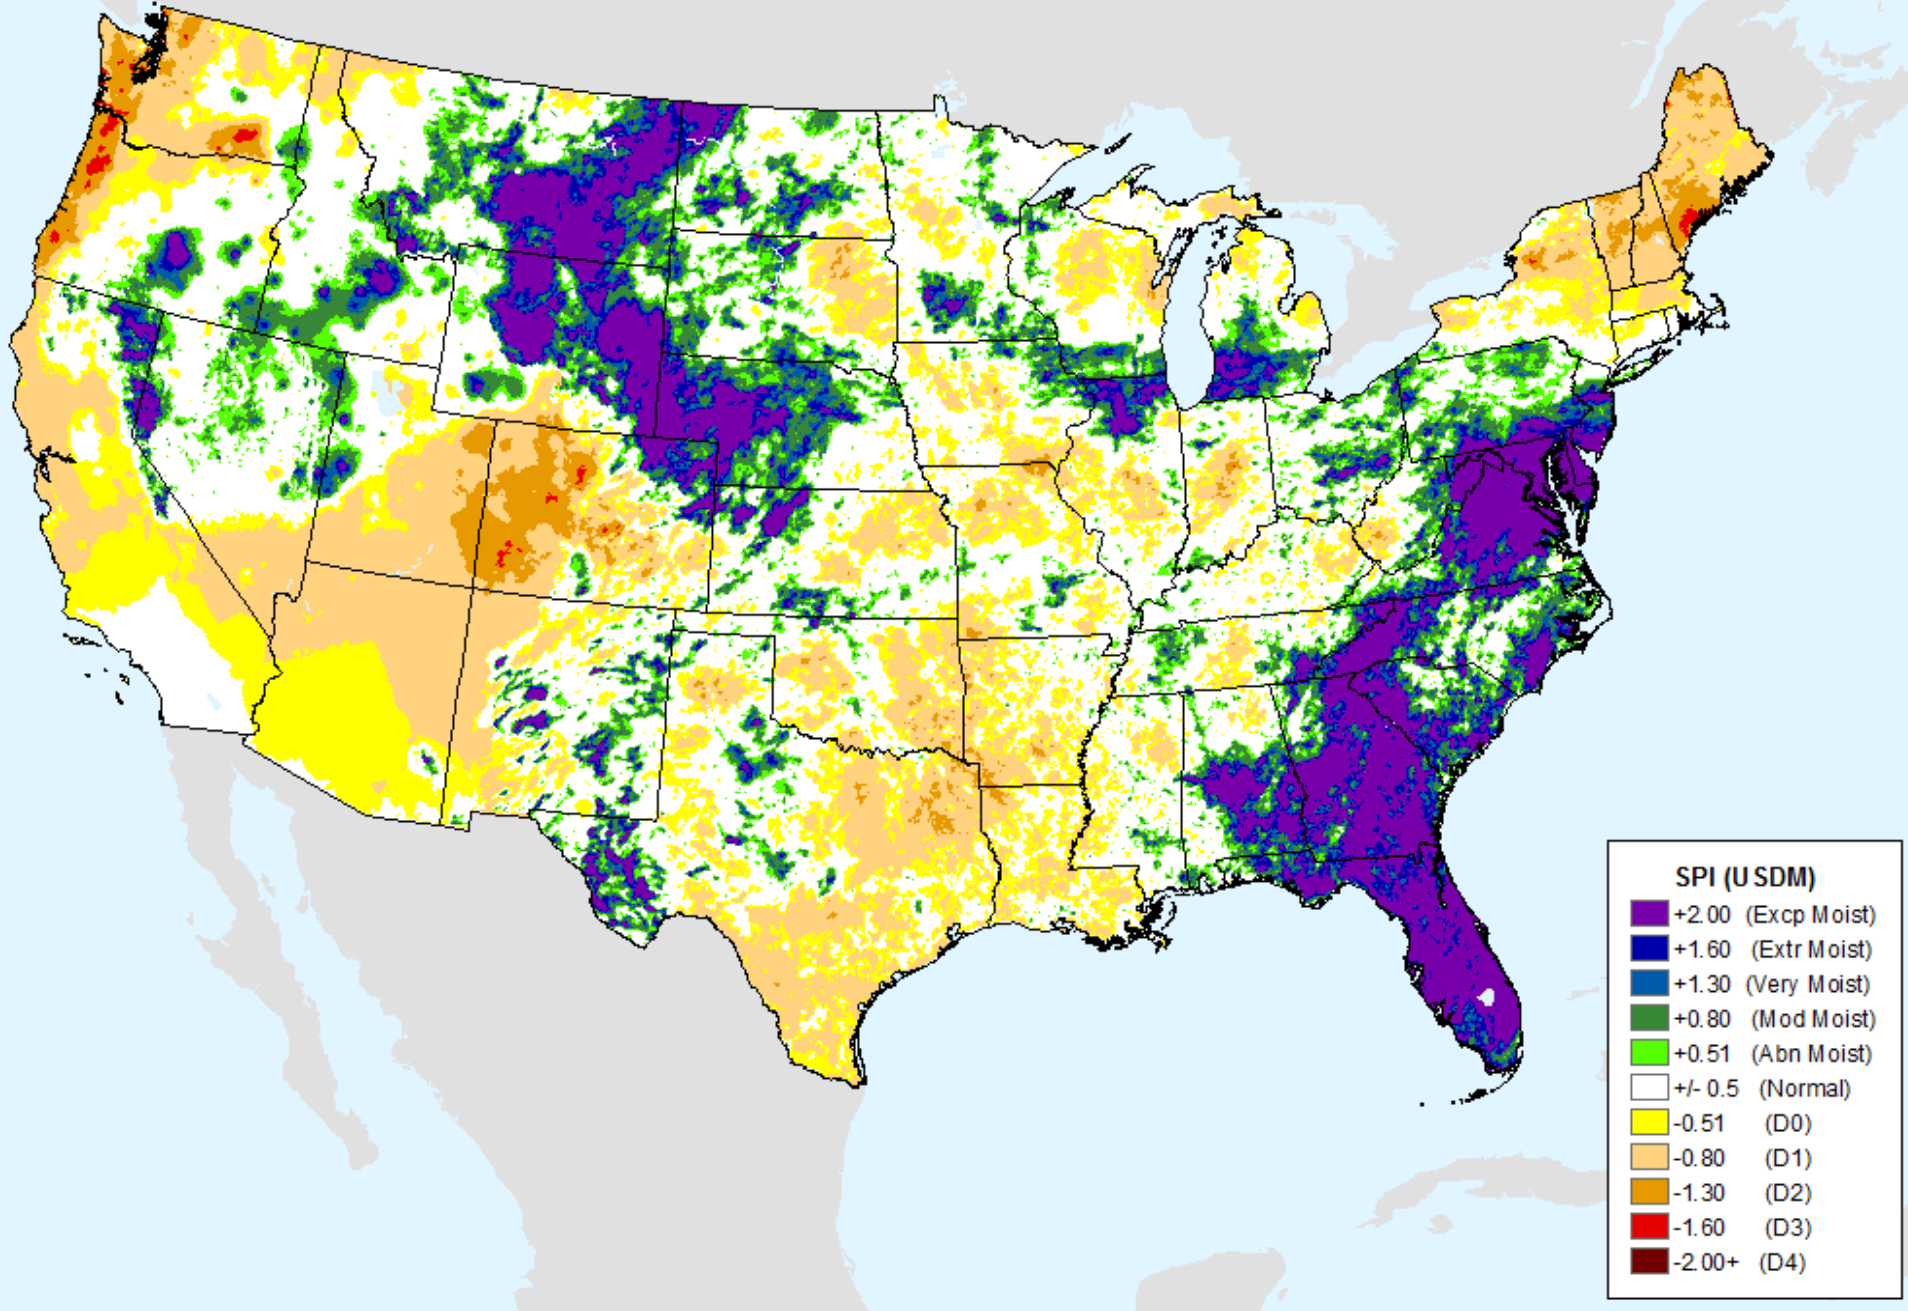 SPI (USDM)
+2.00 (Excp Moist)
+1.60 (Extr Moist)
+1.30 (Very Moist)
+0.80 (Mod Moist)
+0.51 (Abn Moist)
+/- 0.5 (Normal)
-0.51 (D0)
-0.80 (D1)
-1.30 (D2)
-1.60 (D3)
-2.00+ (D4)